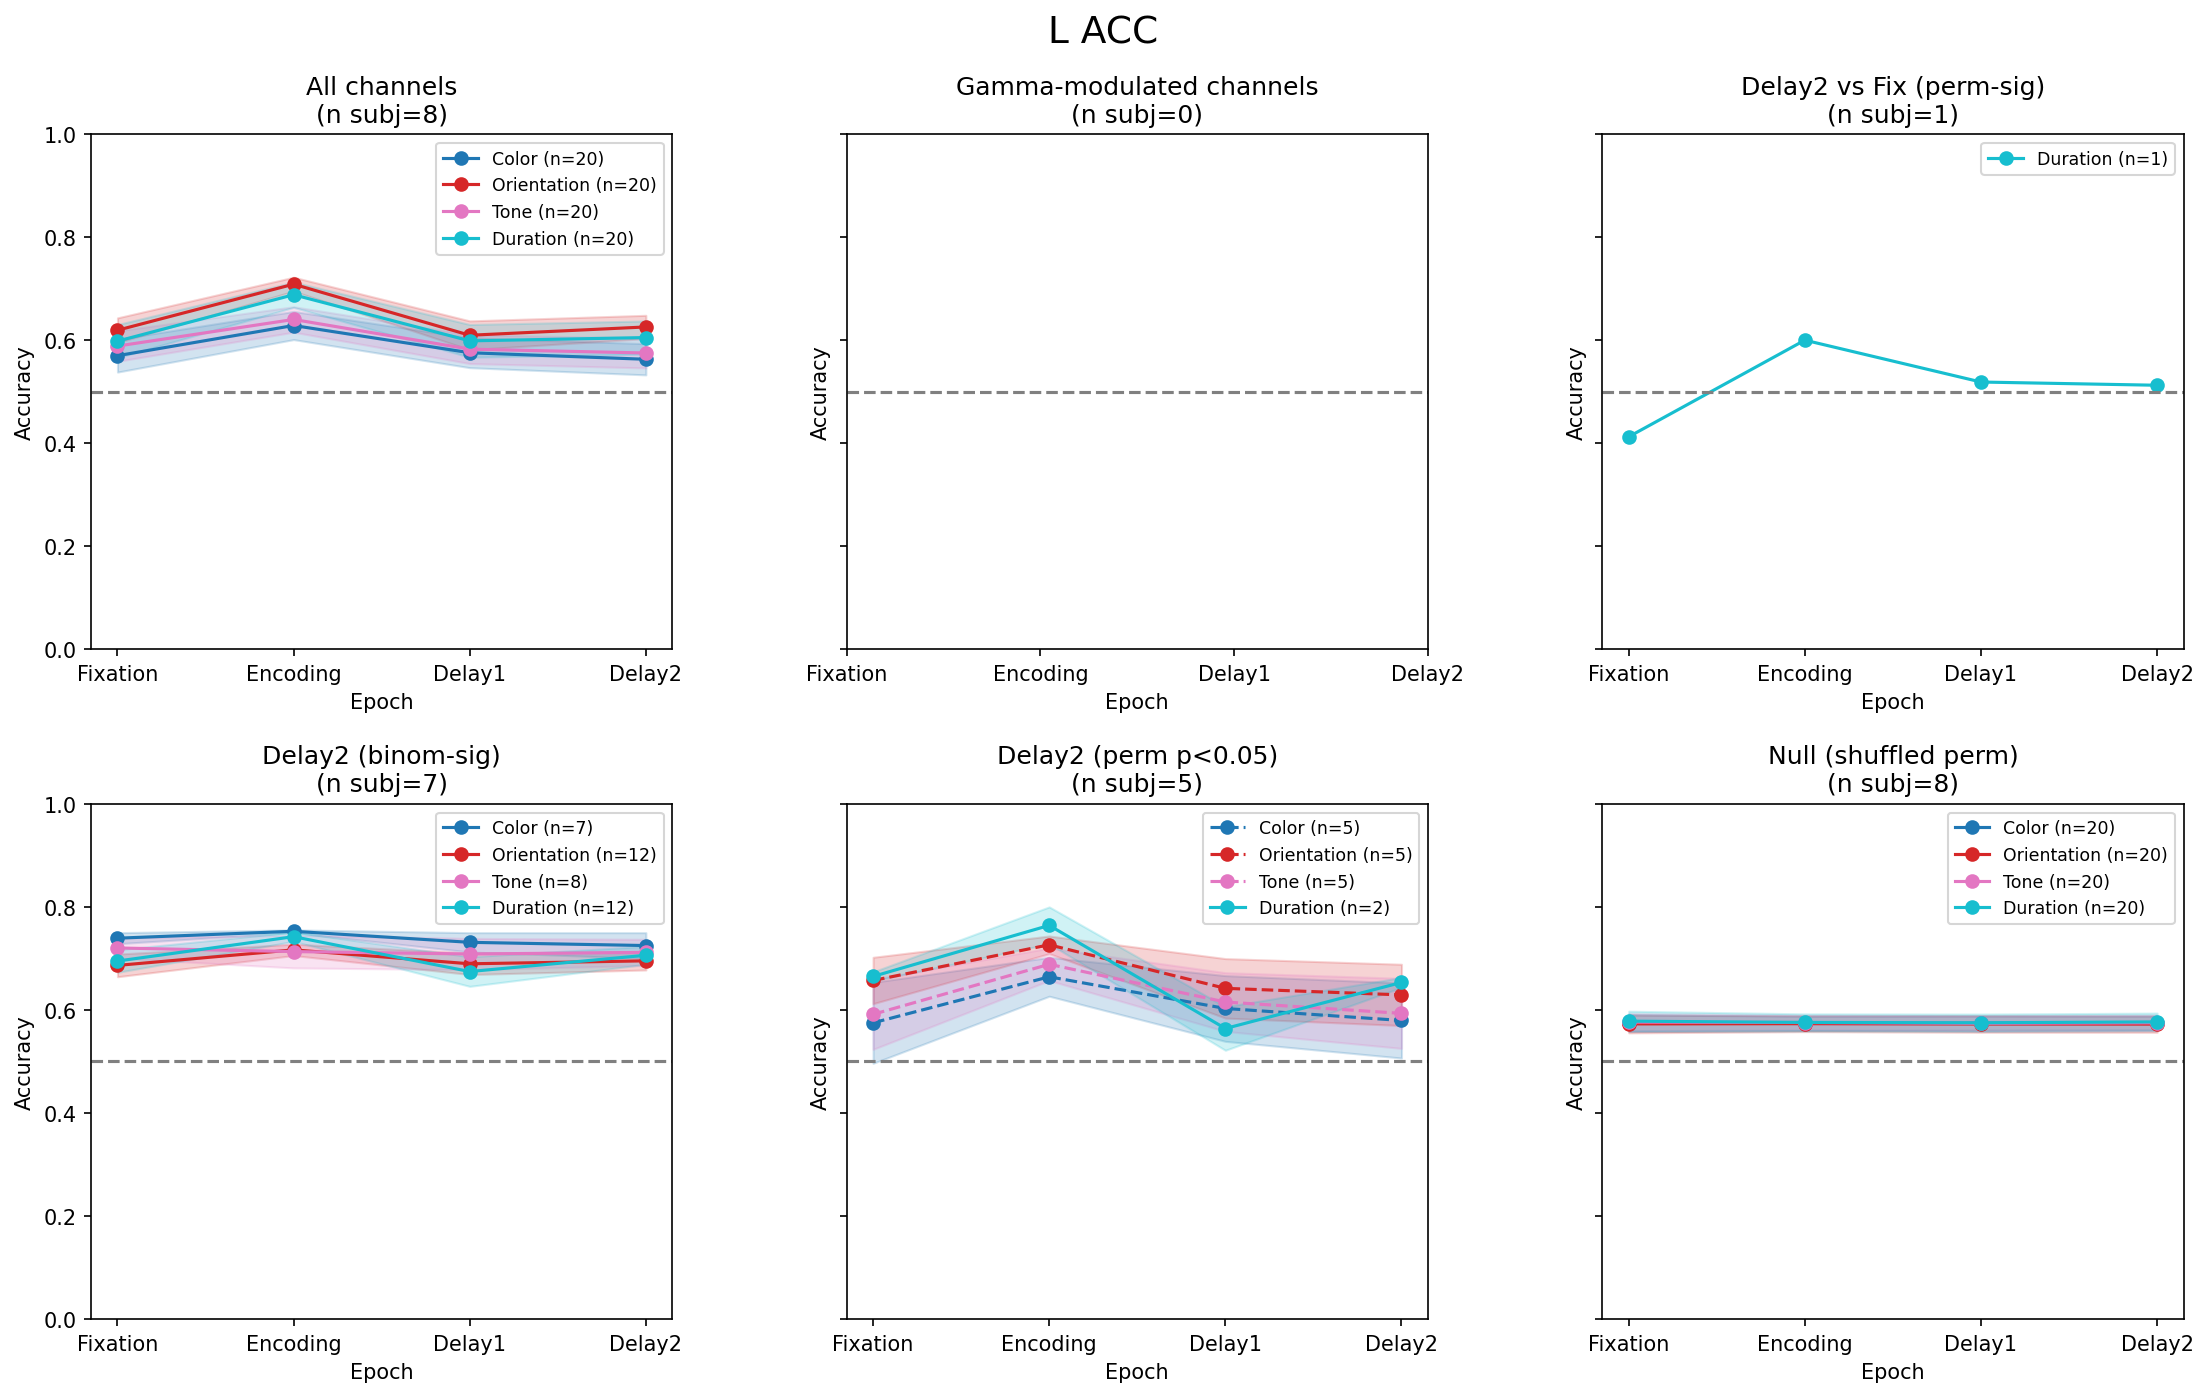 L ACC
All channels
(n subj=8)
1.0
0.8
0.6
0.4
0.2
0.0
Accuracy
Color (n=20)
Orientation (n=20)
Tone (n=20)
Duration (n=20)
Fixation
Encoding
Delay1
Delay2
Epoch
Gamma-modulated channels
(n subj=0)
Accuracy
Fixation
Encoding
Delay1
Delay2
Epoch
Delay2 vs Fix (perm-sig)
(n subj=1)
Accuracy
Duration (n=1)
Fixation
Encoding
Delay1
Delay2
Epoch
Delay2 (binom-sig)
(n subj=7)
1.0
0.8
0.6
0.4
0.2
0.0
Accuracy
Color (n=7)
Orientation (n=12)
Tone (n=8)
Duration (n=12)
Fixation
Encoding
Delay1
Delay2
Epoch
Delay2 (perm p<0.05)
(n subj=5)
Accuracy
Color (n=5)
Orientation (n=5)
Tone (n=5)
Duration (n=2)
Fixation
Encoding
Delay1
Delay2
Epoch
Null (shuffled perm)
(n subj=8)
Accuracy
Color (n=20)
Orientation (n=20)
Tone (n=20)
Duration (n=20)
Fixation
Encoding
Delay1
Delay2
Epoch